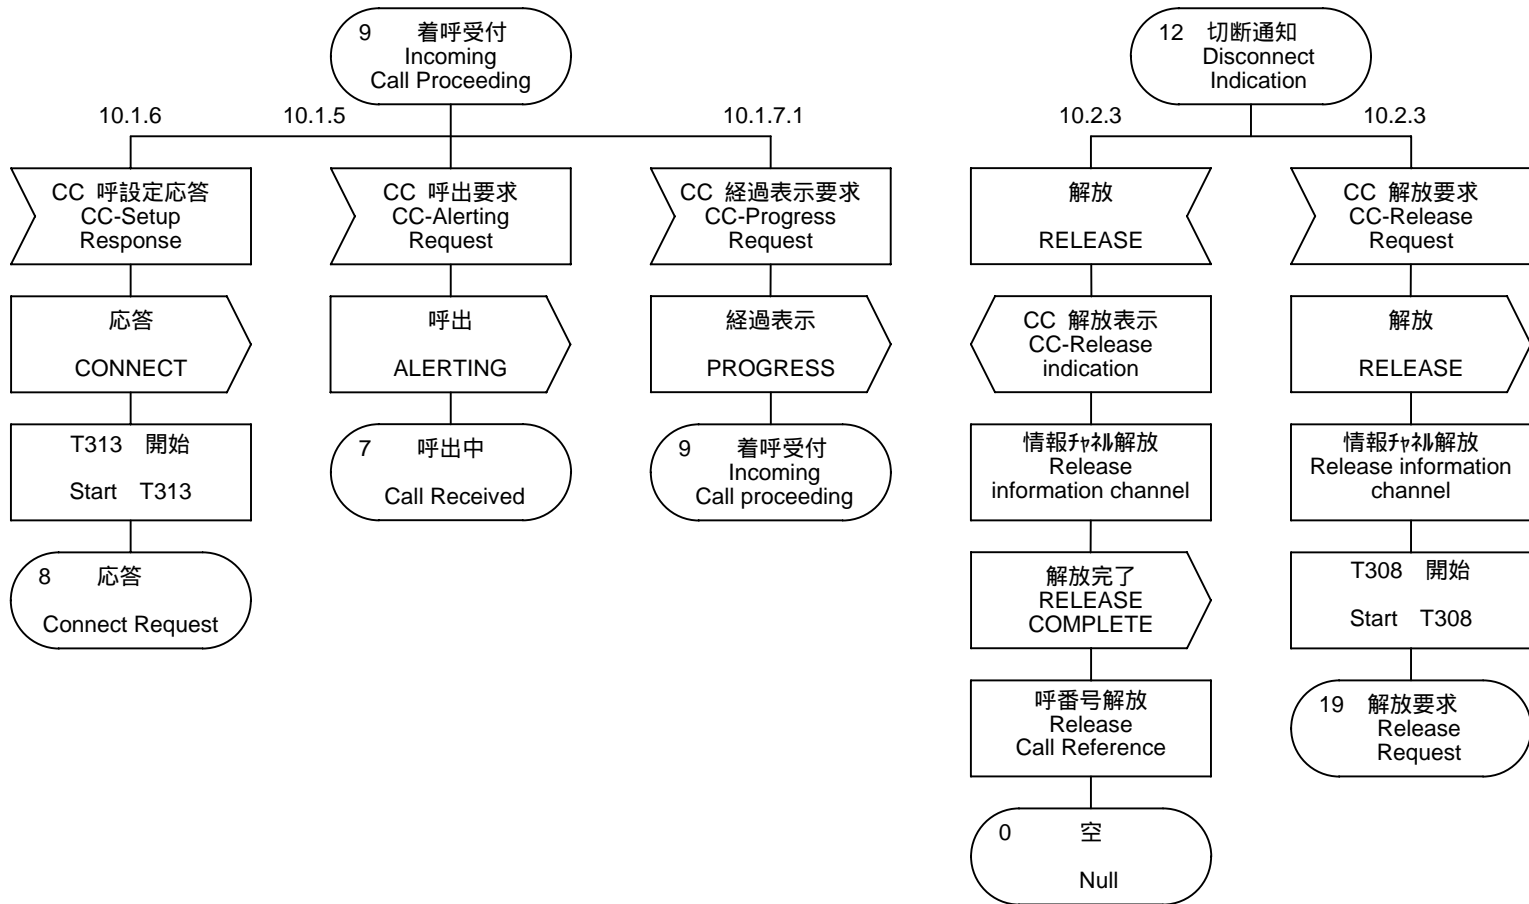 9 着呼受付
Incoming
Call Proceeding
10.1.6
10.1.5
10.1.7.1
CC 呼設定応答
CC-Setup
Response
応答
CONNECT
T313 開始
Start T313
8 応答
Connect Request
CC 呼出要求
CC-Alerting
Request
呼出
ALERTING
7 呼出中
Call Received
CC 経過表示要求
CC-Progress
Request
経過表示
PROGRESS
9 着呼受付
Incoming
Call proceeding
12 切断通知
Disconnect
Indication
10.2.3
10.2.3
解放
RELEASE
CC 解放表示
CC-Release
indication
情報ﾁｬﾈﾙ解放
Release
information channel
解放完了
RELEASE
COMPLETE
呼番号解放
Release
Call Reference
0 空
Null
CC 解放要求
CC-Release
Request
解放
RELEASE
情報ﾁｬﾈﾙ解放
Release information
channel
T308 開始
Start T308
19 解放要求
Release
Request